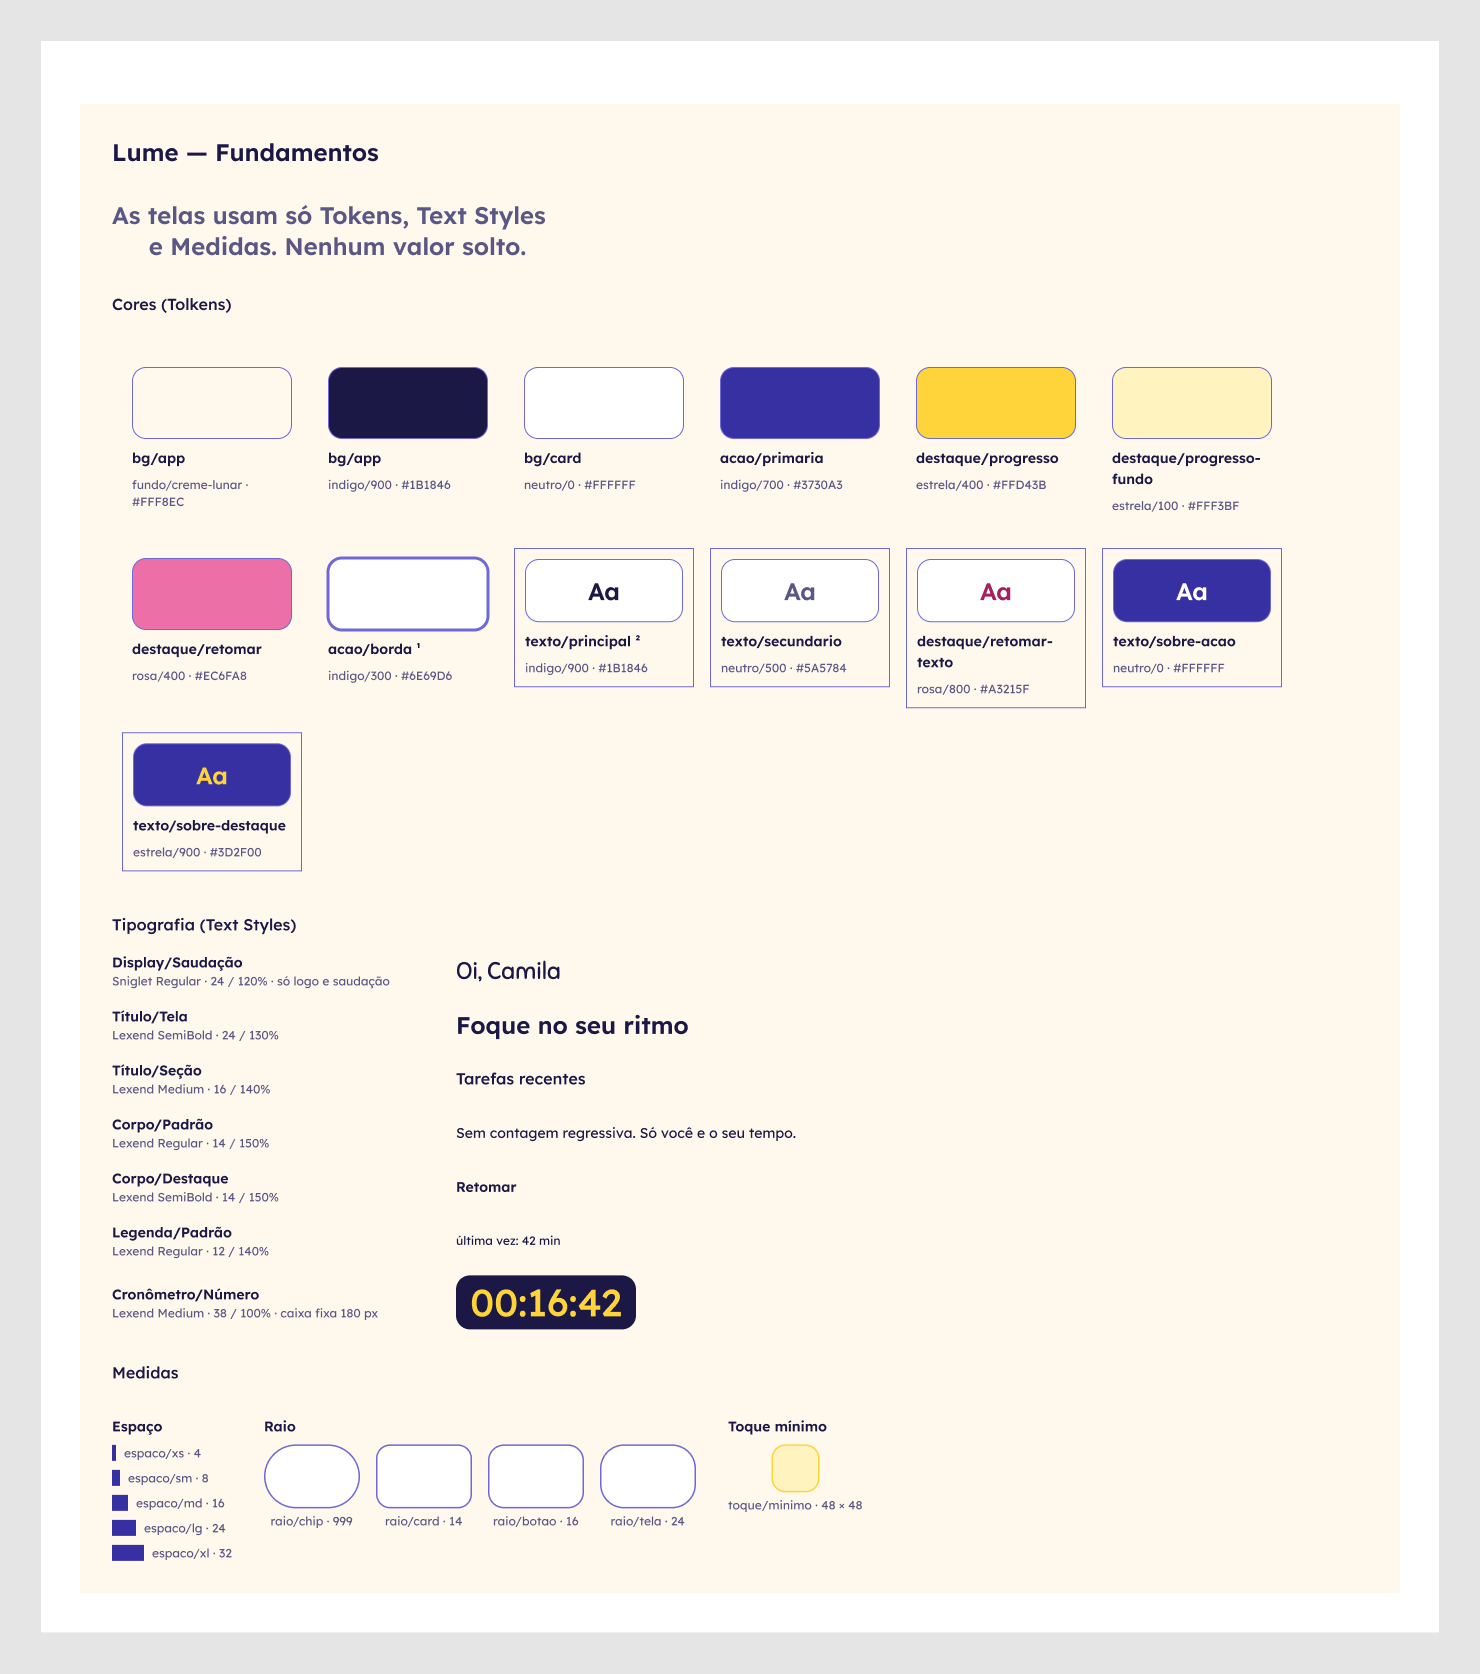 Lume — Fundamentos
As telas usam só Tokens, Text Styles
e Medidas. Nenhum valor solto.
Cores (Tolkens)
bg/app
fundo/creme-lunar ·
#FFF8EC
bg/app
indigo/900 · #1B1846
bg/card
neutro/0 · #FFFFFF
acao/primaria
indigo/700 · #3730A3
destaque/progresso
estrela/400 · #FFD43B
destaque/progresso-
fundo
estrela/100 · #FFF3BF
destaque/retomar
rosa/400 · #EC6FA8
acao/borda ¹
indigo/300 · #6E69D6
Aa
texto/principal ²
indigo/900 · #1B1846
Aa
texto/secundario
neutro/500 · #5A5784
Aa
destaque/retomar-
texto
rosa/800 · #A3215F
Aa
texto/sobre-acao
neutro/0 · #FFFFFF
Aa
texto/sobre-destaque
estrela/900 · #3D2F00
Tipografia (Text Styles)
Display/Saudação
Sniglet Regular · 24 / 120% · só logo e saudação
Oi, Camila
Título/Tela
Lexend SemiBold · 24 / 130%
Foque no seu ritmo
Título/Seção
Lexend Medium · 16 / 140%
Tarefas recentes
Corpo/Padrão
Lexend Regular · 14 / 150%
Sem contagem regressiva. Só você e o seu tempo.
Corpo/Destaque
Lexend SemiBold · 14 / 150%
Retomar
Legenda/Padrão
Lexend Regular · 12 / 140%
última vez: 42 min
Cronômetro/Número
Lexend Medium · 38 / 100% · caixa fixa 180 px
00:16:42
Medidas
Espaço
espaco/xs · 4
espaco/sm · 8
espaco/md · 16
espaco/lg · 24
espaco/xl · 32
Raio
raio/chip · 999
raio/card · 14
raio/botao · 16
raio/tela · 24
Toque mínimo
toque/minimo · 48 × 48